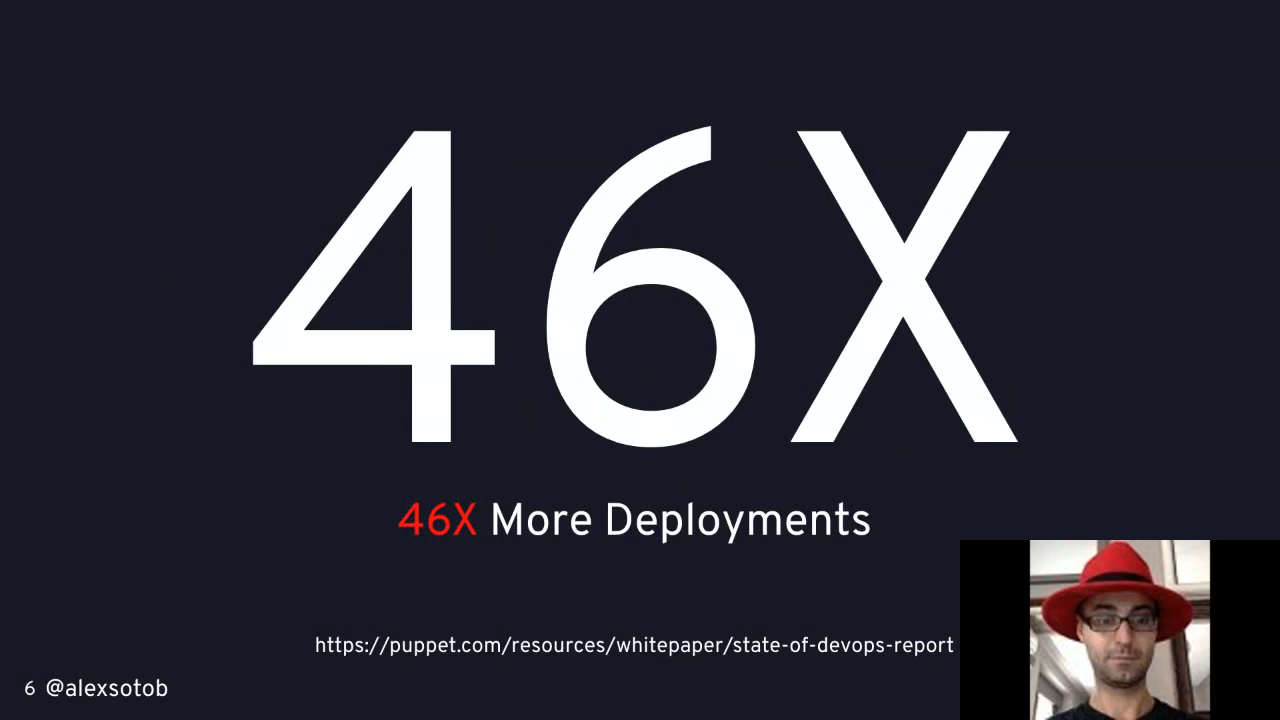 46X
46X More Deployments
https://puppet.com/resources/whitepaper/state-of-devops-report
6 @alexsotob